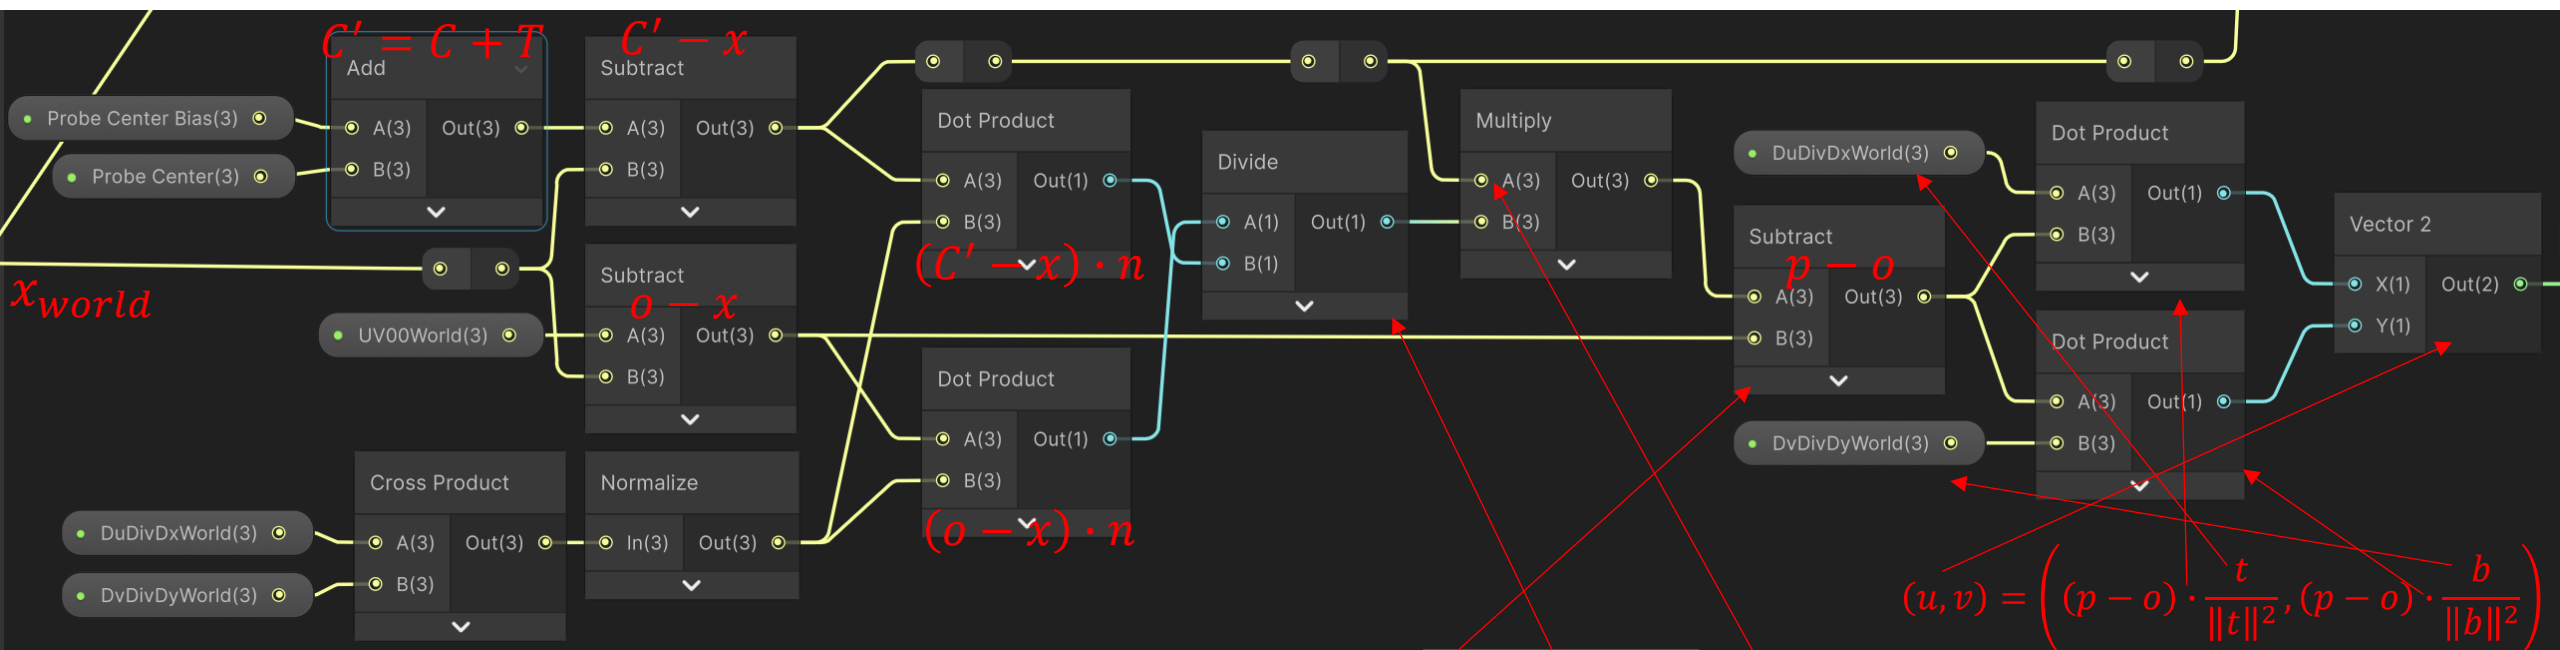 C' = C + T
C' − x
Add
Subtract
Probe Center Bias(3)
A(3)
Out(3)
Probe Center(3)
B(3)
A(3)
Out(3)
B(3)
x_world
Subtract
o − x
UV00World(3)
A(3)
Out(3)
B(3)
Cross Product
DuDivDxWorld(3)
A(3)
Out(3)
DvDivDyWorld(3)
B(3)
Normalize
In(3)
Out(3)
Dot Product
A(3)
Out(1)
B(3)
(C' − x) · n
Dot Product
A(3)
Out(1)
B(3)
(o − x) · n
Divide
A(1)
Out(1)
B(1)
Multiply
A(3)
Out(3)
B(3)
Subtract
p − o
A(3)
Out(3)
B(3)
DuDivDxWorld(3)
Dot Product
A(3)
Out(1)
B(3)
Dot Product
A(3)
Out(1)
DvDivDyWorld(3)
B(3)
Vector 2
X(1)
Out(2)
Y(1)
(u, v) = ((p − o) · t/‖t‖², (p − o) · b/‖b‖²)